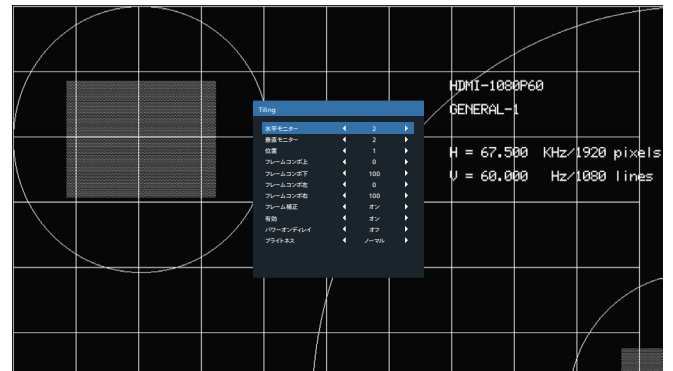 HDMI-1080P60
GENERAL-1
H = 67.500 KHz/1920 pixels
V = 60.000 Hz/1080 lines
Tiling
水平モニター 2
垂直モニター 2
位置 1
フレームコンポ上 0
フレームコンポ下 100
フレームコンポ左 0
フレームコンポ右 100
フレーム補正 オン
有効 オン
パワーオンディレイ オフ
ブライトネス ノーマル